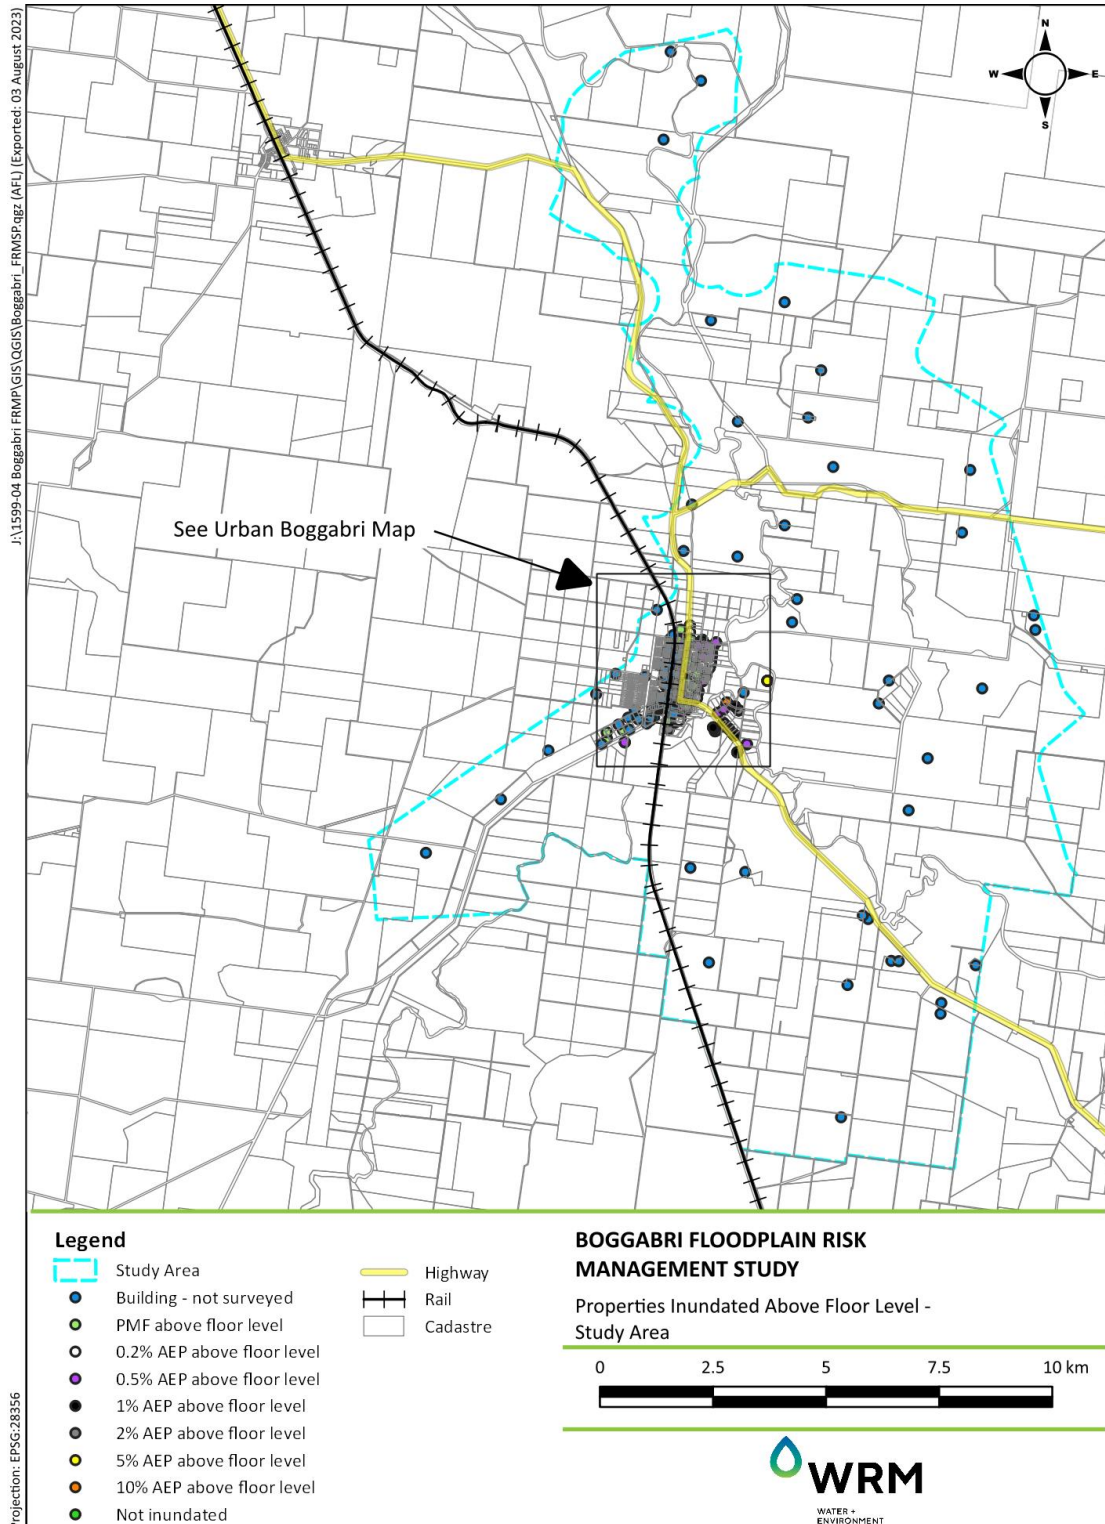 J:\1599-04 Boggabri FRMP\GIS\QGIS\Boggabri_FRMSP.qgz (AFL) (Exported: 03 August 2023)
N
W
E
S
See Urban Boggabri Map
Legend
Study Area
Building - not surveyed
PMF above floor level
0.2% AEP above floor level
0.5% AEP above floor level
1% AEP above floor level
2% AEP above floor level
5% AEP above floor level
10% AEP above floor level
Not inundated
Highway
Rail
Cadastre
BOGGABRI FLOODPLAIN RISK
MANAGEMENT STUDY
Properties Inundated Above Floor Level -
Study Area
0 2.5 5 7.5 10 km
WRM
WATER +
ENVIRONMENT
Projection: EPSG:28356